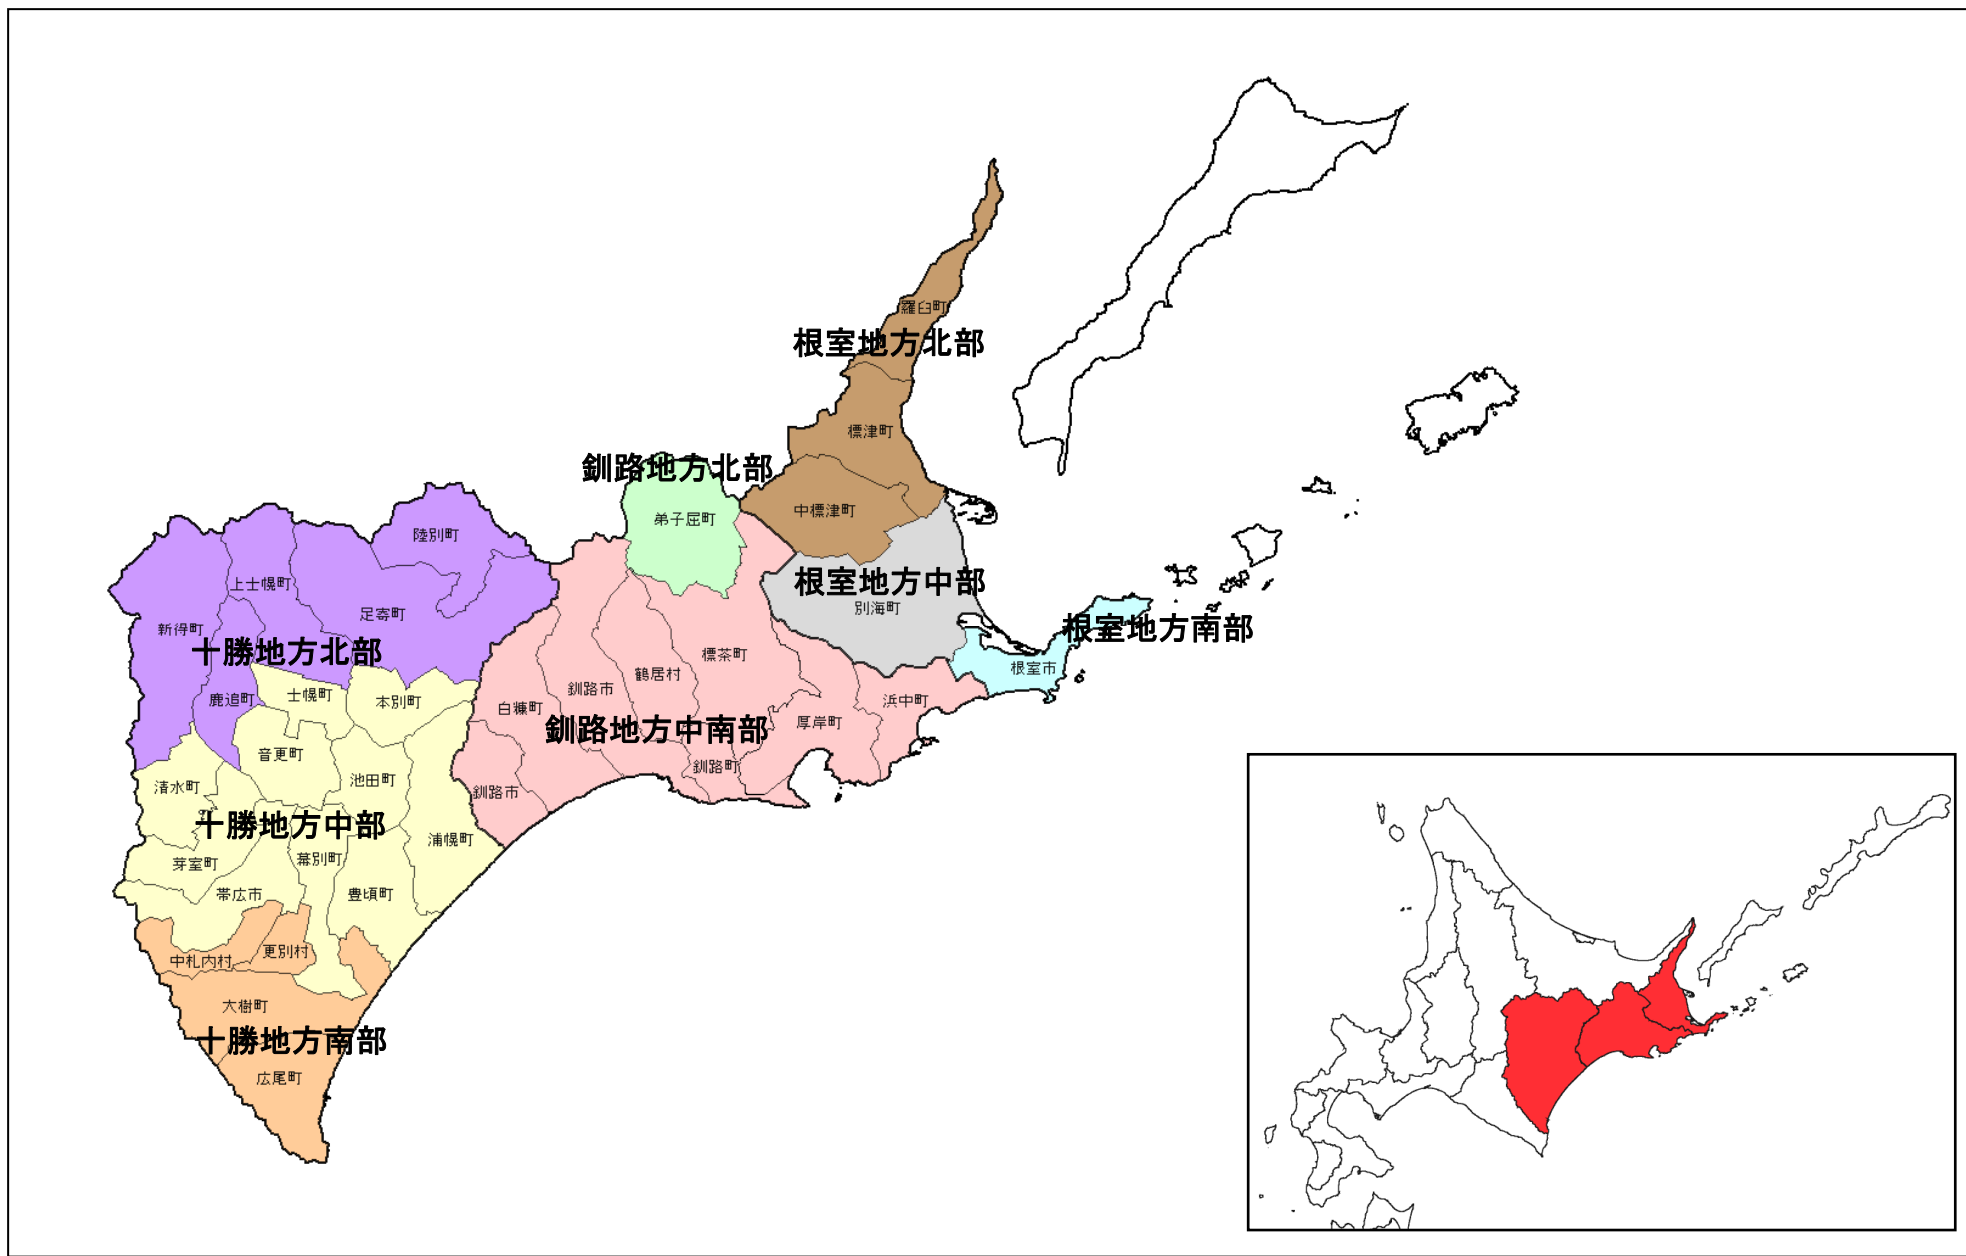 羅臼町
根室地方北部
標津町
釧路地方北部
中標津町
弟子屈町
陸別町
根室地方中部
上士幌町
別海町
足寄町
新得町
根室地方南部
十勝地方北部
標茶町
根室市
鶴居村
釧路市
士幌町
鹿追町
本別町
浜中町
白糠町
厚岸町
釧路地方中南部
音更町
釧路町
池田町
清水町
釧路市
十勝地方中部
浦幌町
幕別町
芽室町
帯広市
豊頃町
更別村
中札内村
大樹町
十勝地方南部
広尾町